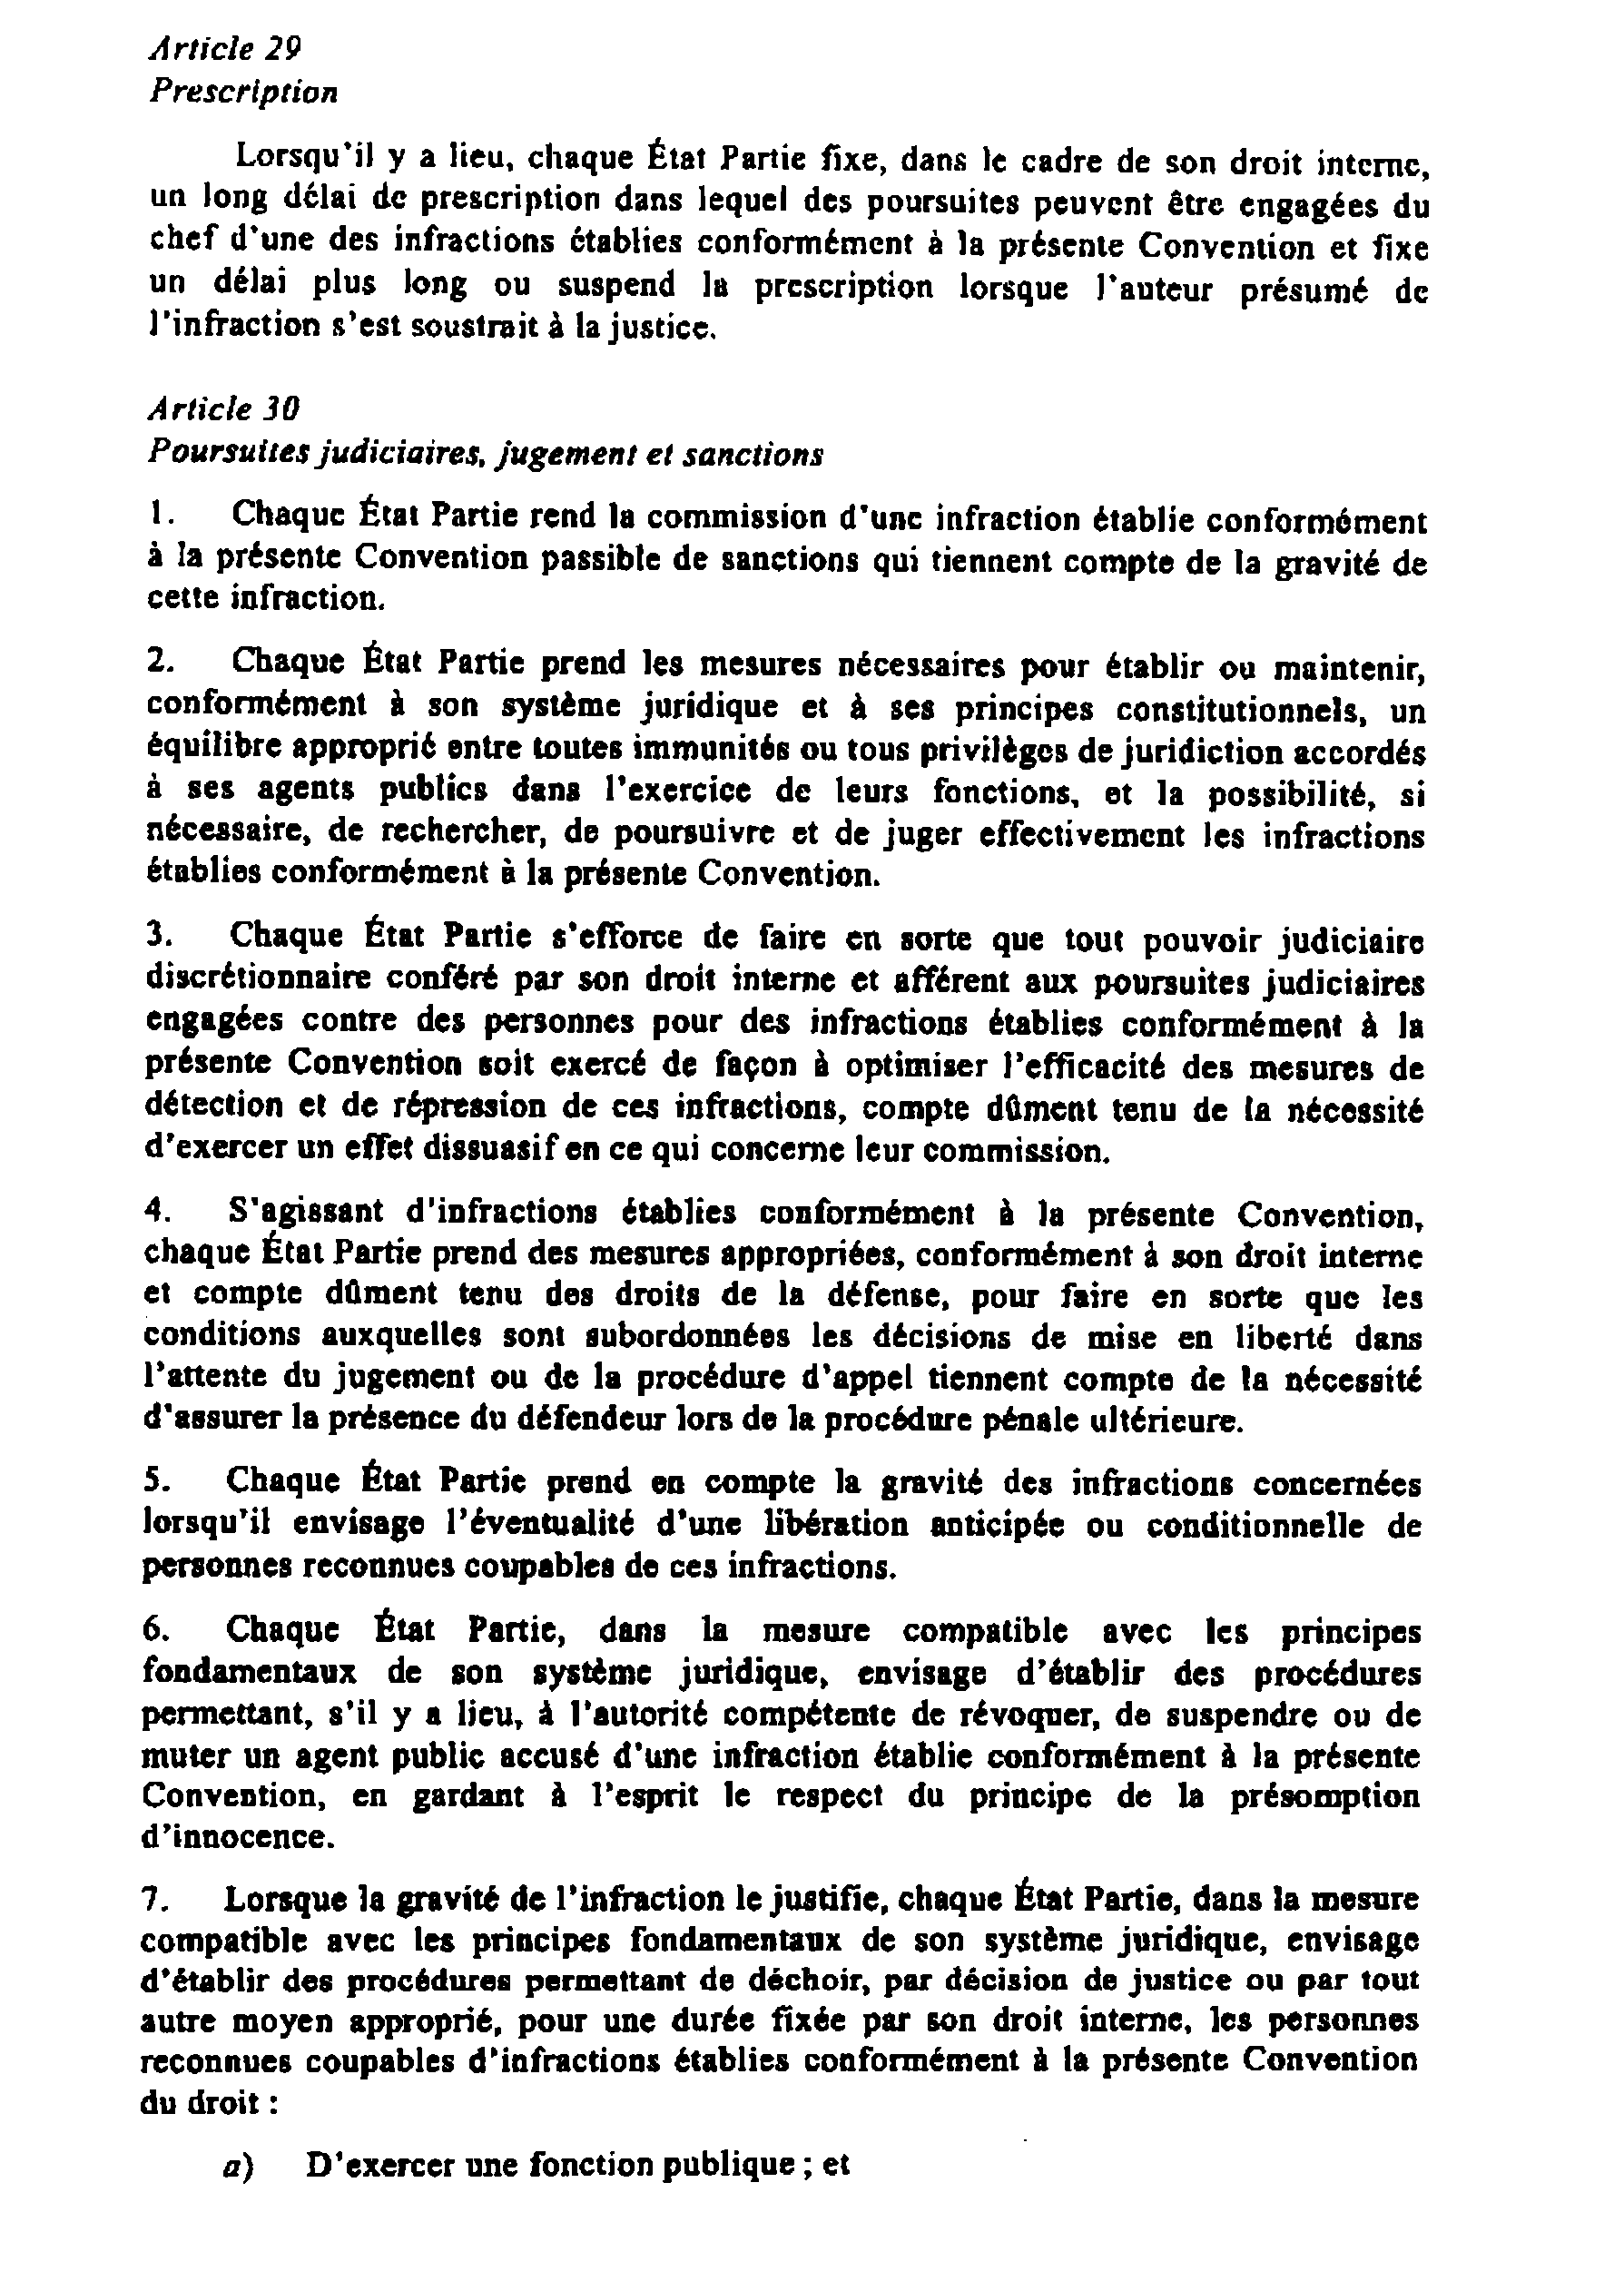 Article 29
Prescription
Lorsqu'il y a lieu, chaque État Partie fixe, dans le cadre de son droit interne,
un long délai de prescription dans lequel des poursuites peuvent être engagées du
chef d'une des infractions établies conformément à la présente Convention et fixe
un délai plus long ou suspend la prescription lorsque l'auteur présumé de
l'infraction s'est soustrait à la justice.
Article 30
Poursuites judiciaires, jugement et sanctions
1. Chaque État Partie rend la commission d'une infraction établie conformément
à la présente Convention passible de sanctions qui tiennent compte de la gravité de
cette infraction.
2. Chaque État Partie prend les mesures nécessaires pour établir ou maintenir,
conformément à son système juridique et à ses principes constitutionnels, un
équilibre approprié entre toutes immunités ou tous privilèges de juridiction accordés
à ses agents publics dans l'exercice de leurs fonctions, et la possibilité, si
nécessaire, de rechercher, de poursuivre et de juger effectivement les infractions
établies conformément à la présente Convention.
3. Chaque État Partie s'efforce de faire en sorte que tout pouvoir judiciaire
discrétionnaire conféré par son droit interne et afférent aux poursuites judiciaires
engagées contre des personnes pour des infractions établies conformément à la
présente Convention soit exercé de façon à optimiser l'efficacité des mesures de
détection et de répression de ces infractions, compte dûment tenu de la nécessité
d'exercer un effet dissuasif en ce qui concerne leur commission.
4. S'agissant d'infractions établies conformément à la présente Convention,
chaque État Partie prend des mesures appropriées, conformément à son droit interne
et compte dûment tenu des droits de la défense, pour faire en sorte que les
conditions auxquelles sont subordonnées les décisions de mise en liberté dans
l'attente du jugement ou de la procédure d'appel tiennent compte de la nécessité
d'assurer la présence du défendeur lors de la procédure pénale ultérieure.
5. Chaque État Partie prend en compte la gravité des infractions concernées
lorsqu'il envisage l'éventualité d'une libération anticipée ou conditionnelle de
personnes reconnues coupables de ces infractions.
6. Chaque État Partie, dans la mesure compatible avec les principes
fondamentaux de son système juridique, envisage d'établir des procédures
permettant, s'il y a lieu, à l'autorité compétente de révoquer, de suspendre ou de
muter un agent public accusé d'une infraction établie conformément à la présente
Convention, en gardant à l'esprit le respect du principe de la présomption
d'innocence.
7. Lorsque la gravité de l'infraction le justifie, chaque État Partie, dans la mesure
compatible avec les principes fondamentaux de son système juridique, envisage
d'établir des procédures permettant de déchoir, par décision de justice ou par tout
autre moyen approprié, pour une durée fixée par son droit interne, les personnes
reconnues coupables d'infractions établies conformément à la présente Convention
du droit :
a) D'exercer une fonction publique ; et